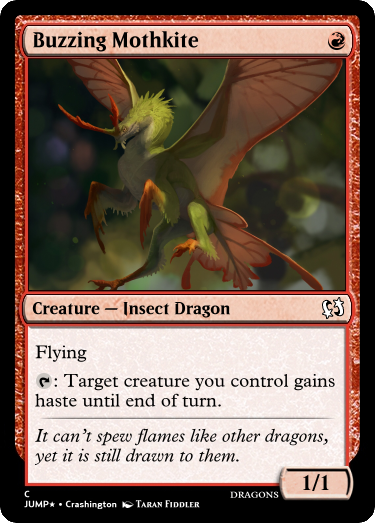 Buzzing Mothkite
Creature — Insect Dragon
Flying
: Target creature you control gains
haste until end of turn.
It can't spew flames like other dragons,
yet it is still drawn to them.
1/1
C
JUMP★ • Crashington Taran Fiddler
DRAGONS